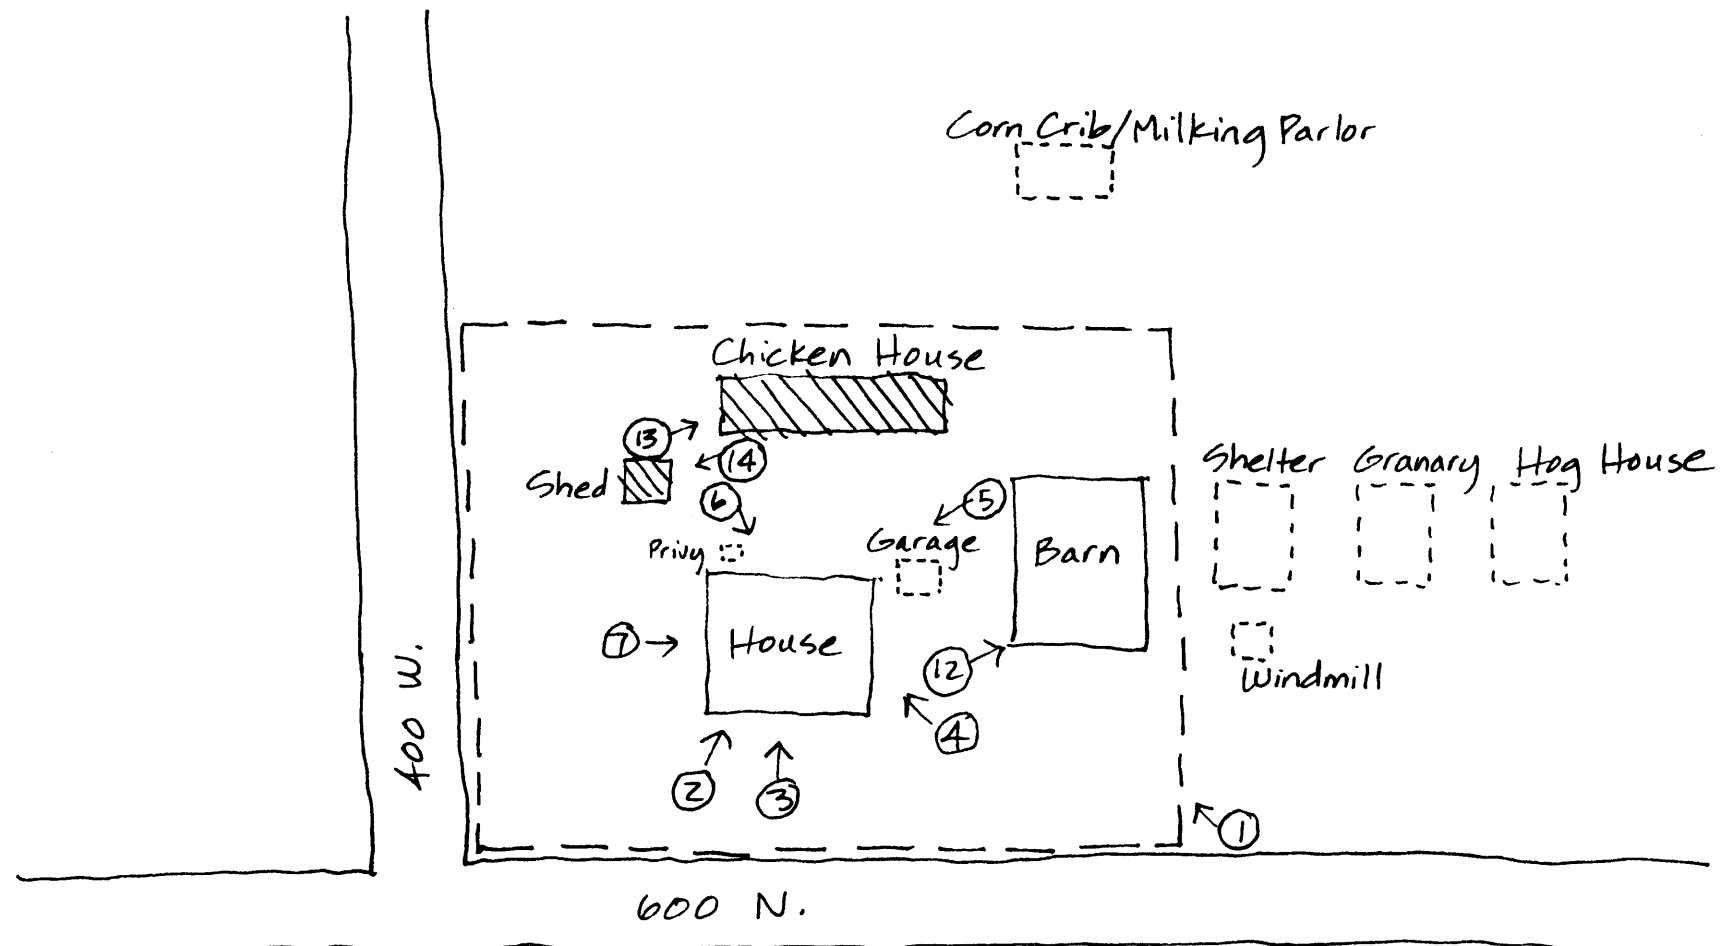 Corn Crib/Milking Parlor
Chicken House
13
14
Shed
6
5
Shelter
Granary
Hog House
Privy
Garage
Barn
7
House
12
Windmill
4
400 W.
2
3
1
600 N.